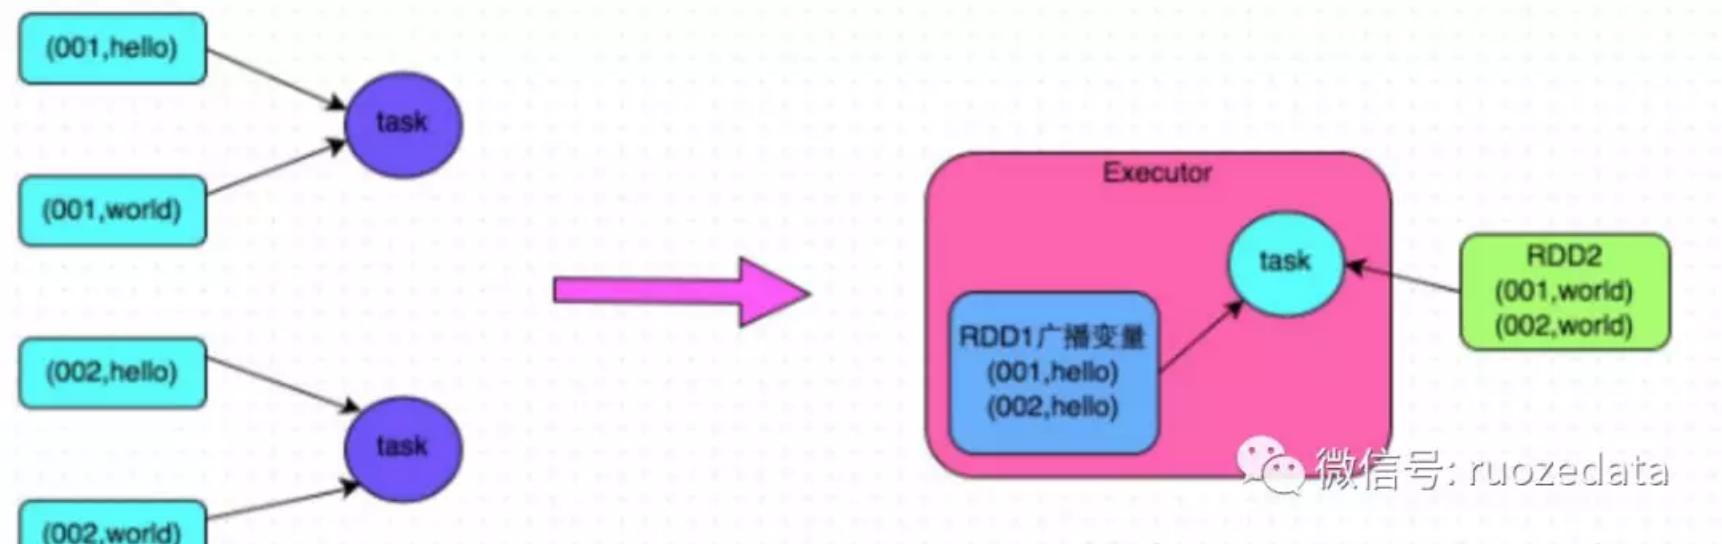 (001,hello)
task
(001,world)
(002,hello)
task
(002,world)
Executor
task
RDD1广播变量
(001,hello)
(002,hello)
RDD2
(001,world)
(002,world)
微信号: ruozedata